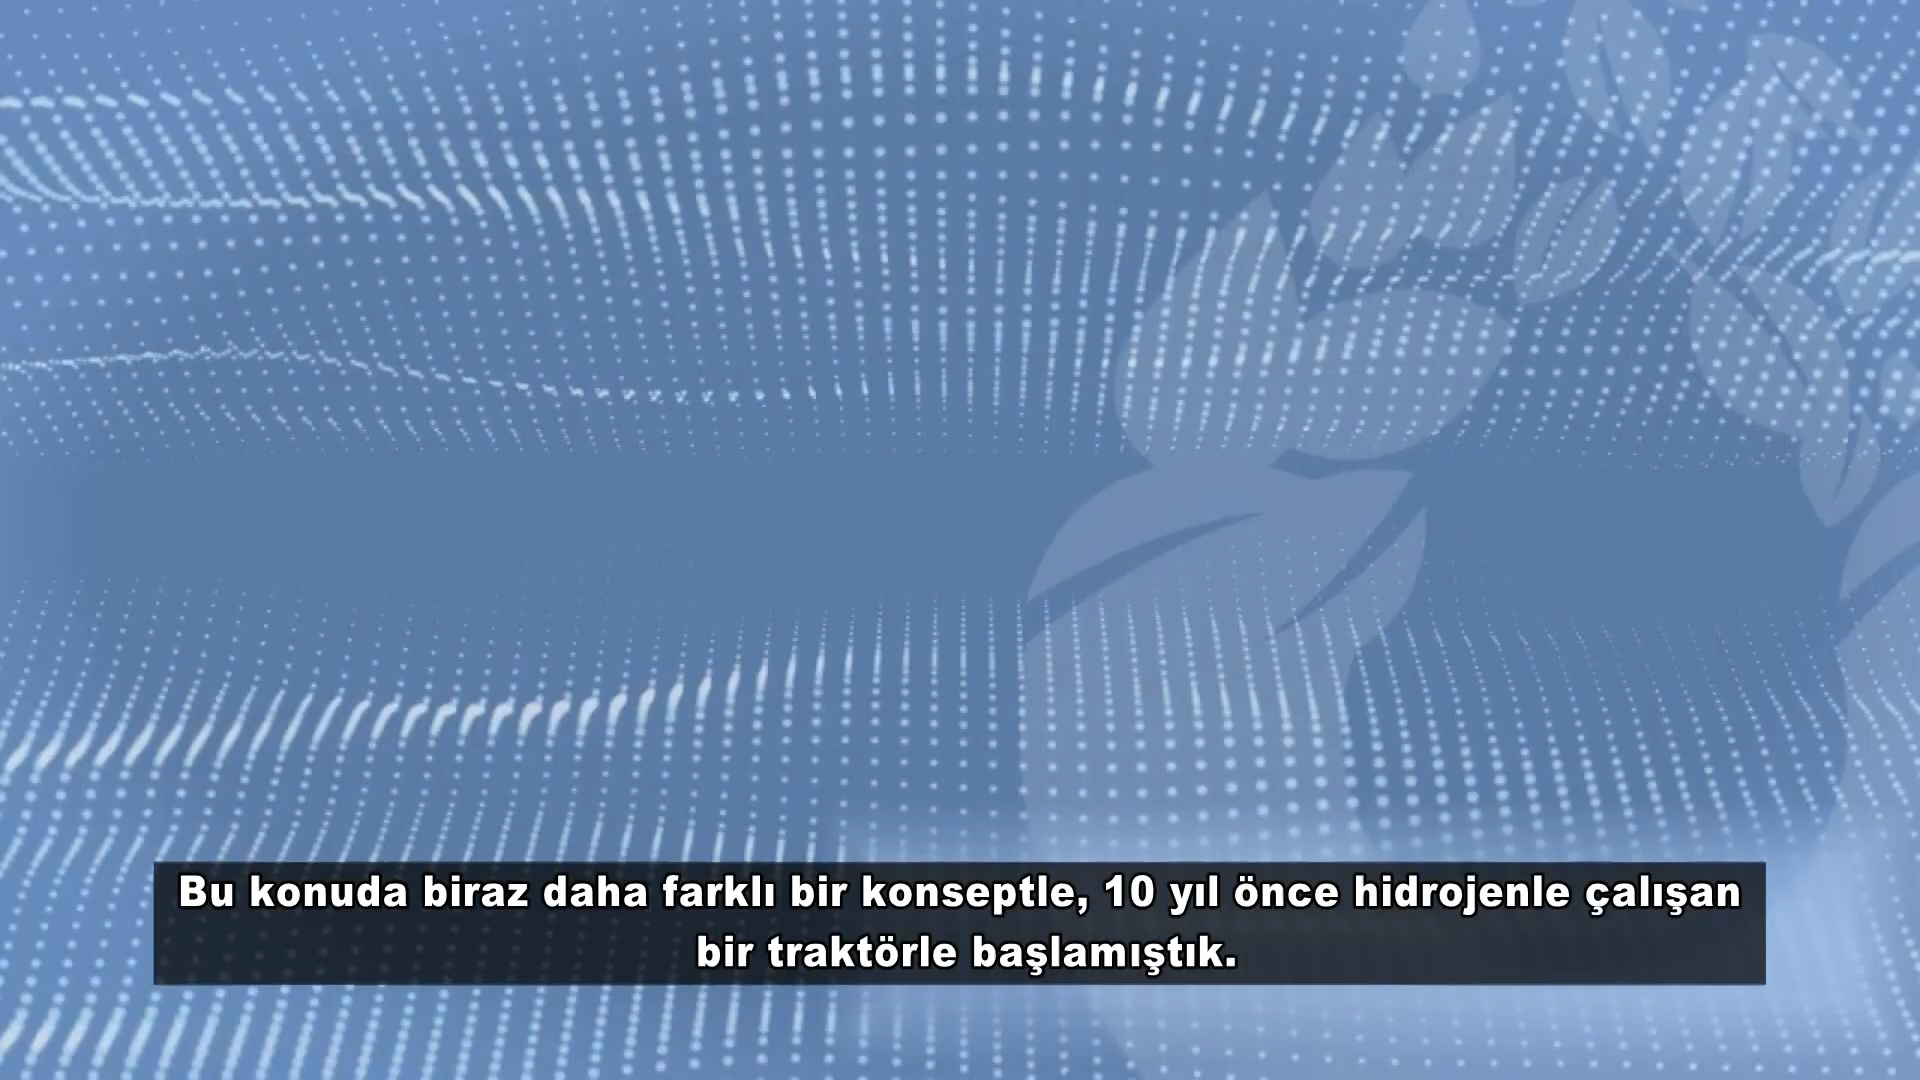 Bu konuda biraz daha farklı bir konseptle, 10 yıl önce hidrojenle çalışan
bir traktörle başlamıştık.